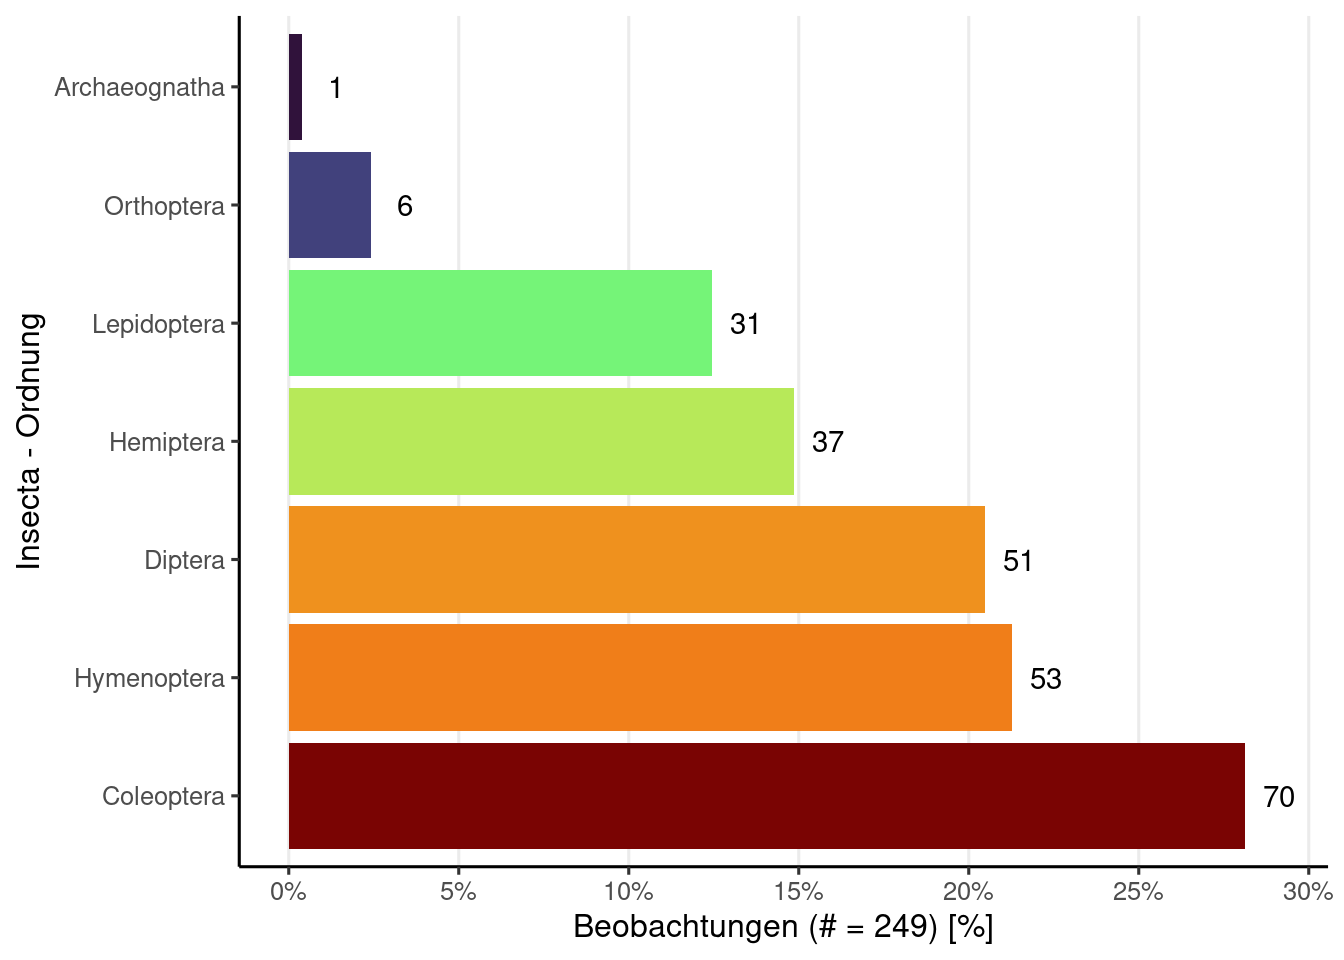 Insecta - Ordnung
Archaeognatha 1
Orthoptera 6
Lepidoptera 31
Hemiptera 37
Diptera 51
Hymenoptera 53
Coleoptera 70
0% 5% 10% 15% 20% 25% 30%
Beobachtungen (# = 249) [%]